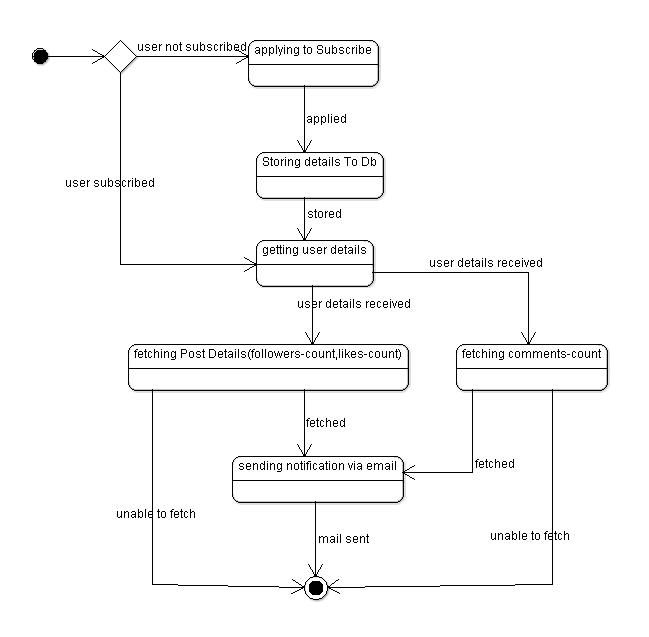 user not subscribed
applying to Subscribe
applied
Storing details To Db
user subscribed
stored
getting user details
user details received
user details received
fetching Post Details(followers-count,likes-count)
fetching comments-count
fetched
sending notification via email
fetched
unable to fetch
mail sent
unable to fetch